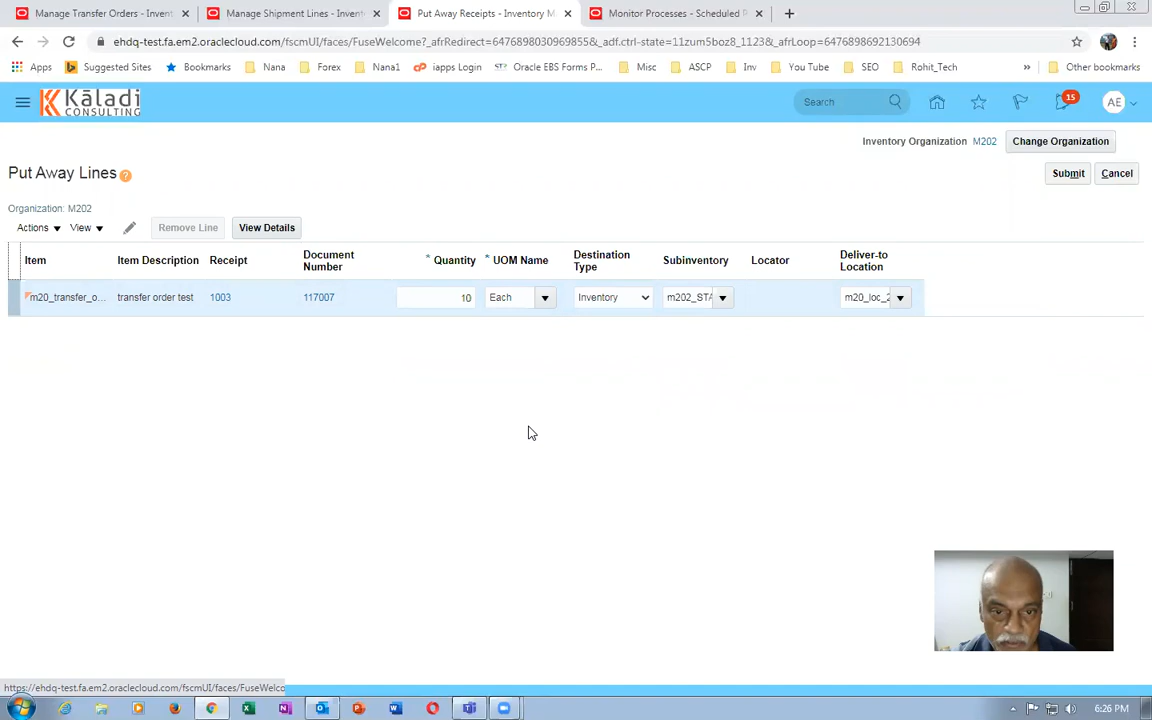 Manage Transfer Orders - Invent
Manage Shipment Lines - Invent
Put Away Receipts - Inventory M
Monitor Processes - Scheduled P
ehdq-test.fa.em2.oraclecloud.com/fscmUI/faces/FuseWelcome?_afrRedirect=6476898030969855&_adf.ctrl-state=11zum5boz8_1123&_afrLoop=6476898692130694
Apps
Suggested Sites
Bookmarks
Nana
Forex
Nana1
iapps Login
Oracle EBS Forms P...
Misc
ASCP
Inv
You Tube
SEO
Rohit_Tech
»
Other bookmarks
Kāladi
CONSULTING
Search
15
AE
Inventory Organization M202
Change Organization
Put Away Lines
Submit
Cancel
Organization: M202
Actions
View
Remove Line
View Details
Item
Item Description
Receipt
Document Number
* Quantity
* UOM Name
Destination Type
Subinventory
Locator
Deliver-to Location
m20_transfer_o...
transfer order test
1003
117007
10
Each
Inventory
m202_STA
m20_loc_2
https://ehdq-test.fa.em2.oraclecloud.com/fscmUI/faces/FuseWelco
6:26 PM